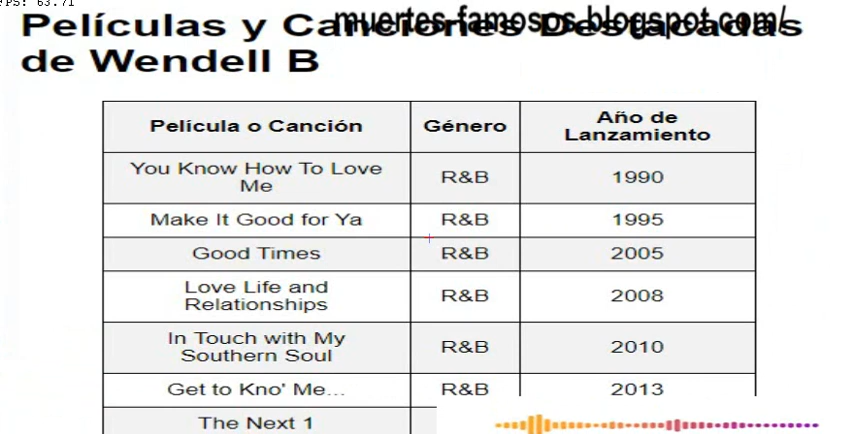 FPS: 63.71
muertes-famosos.blogspot.com/
Películas y Canciones Destacadas
de Wendell B
Película o Canción Género Año de
Lanzamiento
You Know How To Love
Me R&B 1990
Make It Good for Ya R&B 1995
Good Times R&B 2005
Love Life and
Relationships R&B 2008
In Touch with My
Southern Soul R&B 2010
Get to Kno' Me... R&B 2013
The Next 1